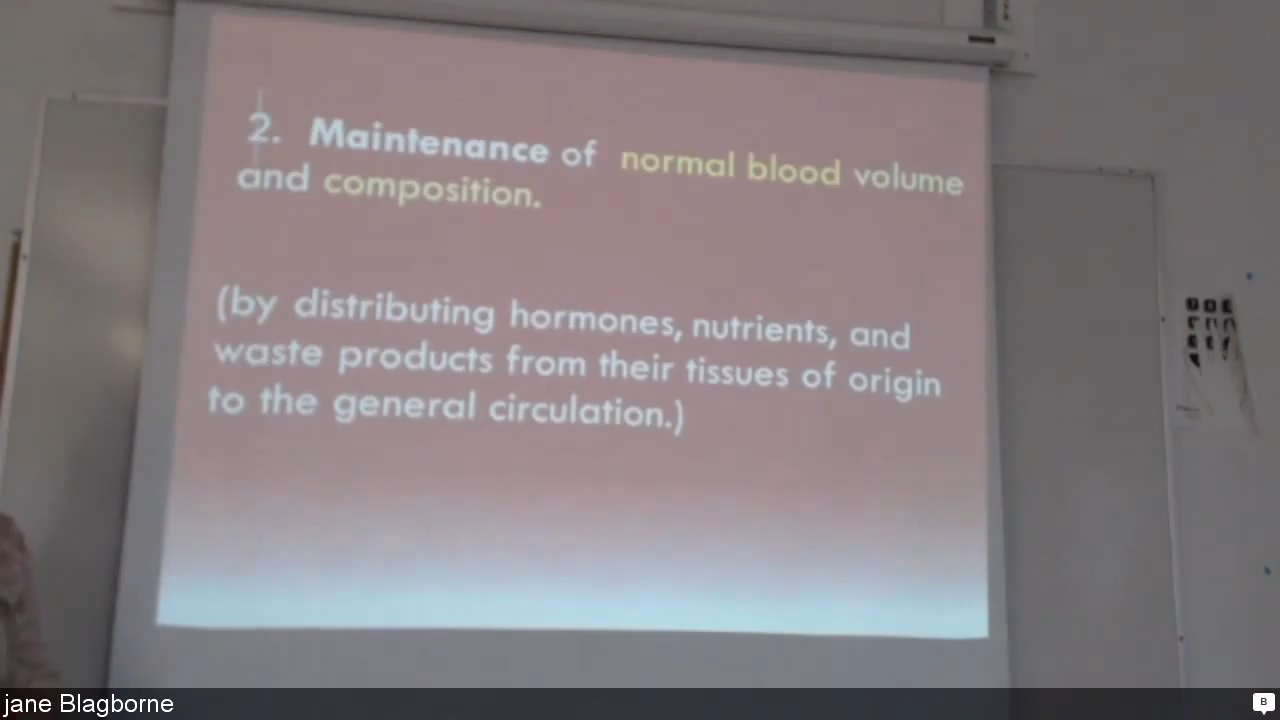 2. Maintenance of normal blood volume
and composition.
(by distributing hormones, nutrients, and
waste products from their tissues of origin
to the general circulation.)
jane Blagborne
B